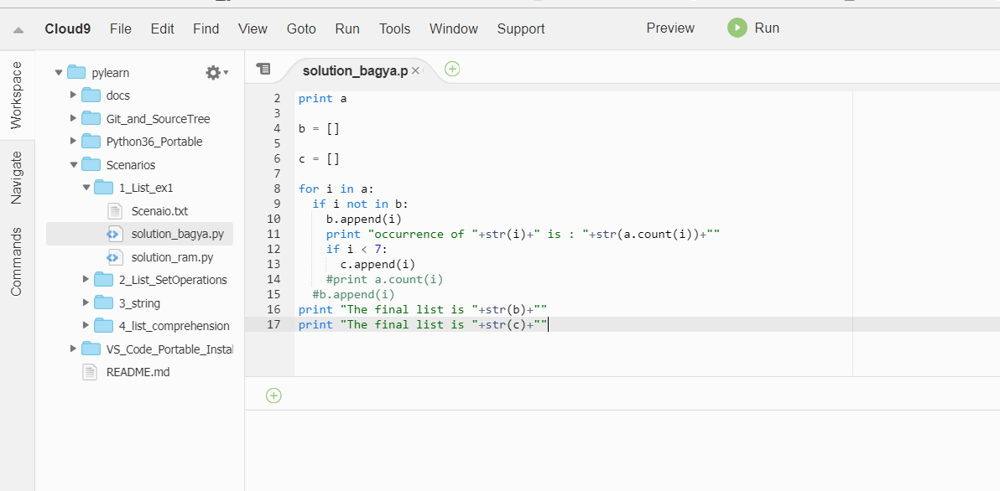 Cloud9 File Edit Find View Goto Run Tools Window Support Preview Run
Workspace
Navigate
Commands
pylearn
docs
Git_and_SourceTree
Python36_Portable
Scenarios
1_List_ex1
Scenaio.txt
solution_bagya.py
solution_ram.py
2_List_SetOperations
3_string
4_list_comprehension
VS_Code_Portable_Instal
README.md
solution_bagya.p
2 print a
3
4 b = []
5
6 c = []
7
8 for i in a:
9 if i not in b:
10 b.append(i)
11 print "occurrence of "+str(i)+" is : "+str(a.count(i))+""
12 if i < 7:
13 c.append(i)
14 #print a.count(i)
15 #b.append(i)
16 print "The final list is "+str(b)+""
17 print "The final list is "+str(c)+""